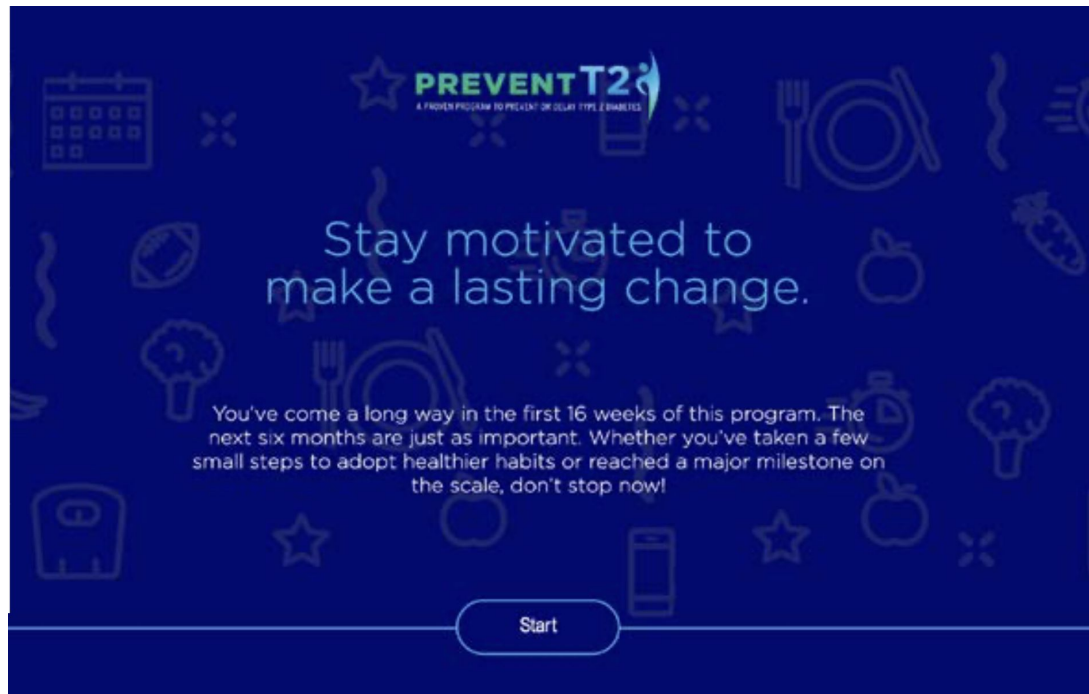 PREVENT T2
A PROVEN PROGRAM TO PREVENT OR DELAY TYPE 2 DIABETES
Stay motivated to
make a lasting change.
You've come a long way in the first 16 weeks of this program. The
next six months are just as important. Whether you've taken a few
small steps to adopt healthier habits or reached a major milestone on
the scale, don't stop now!
Start